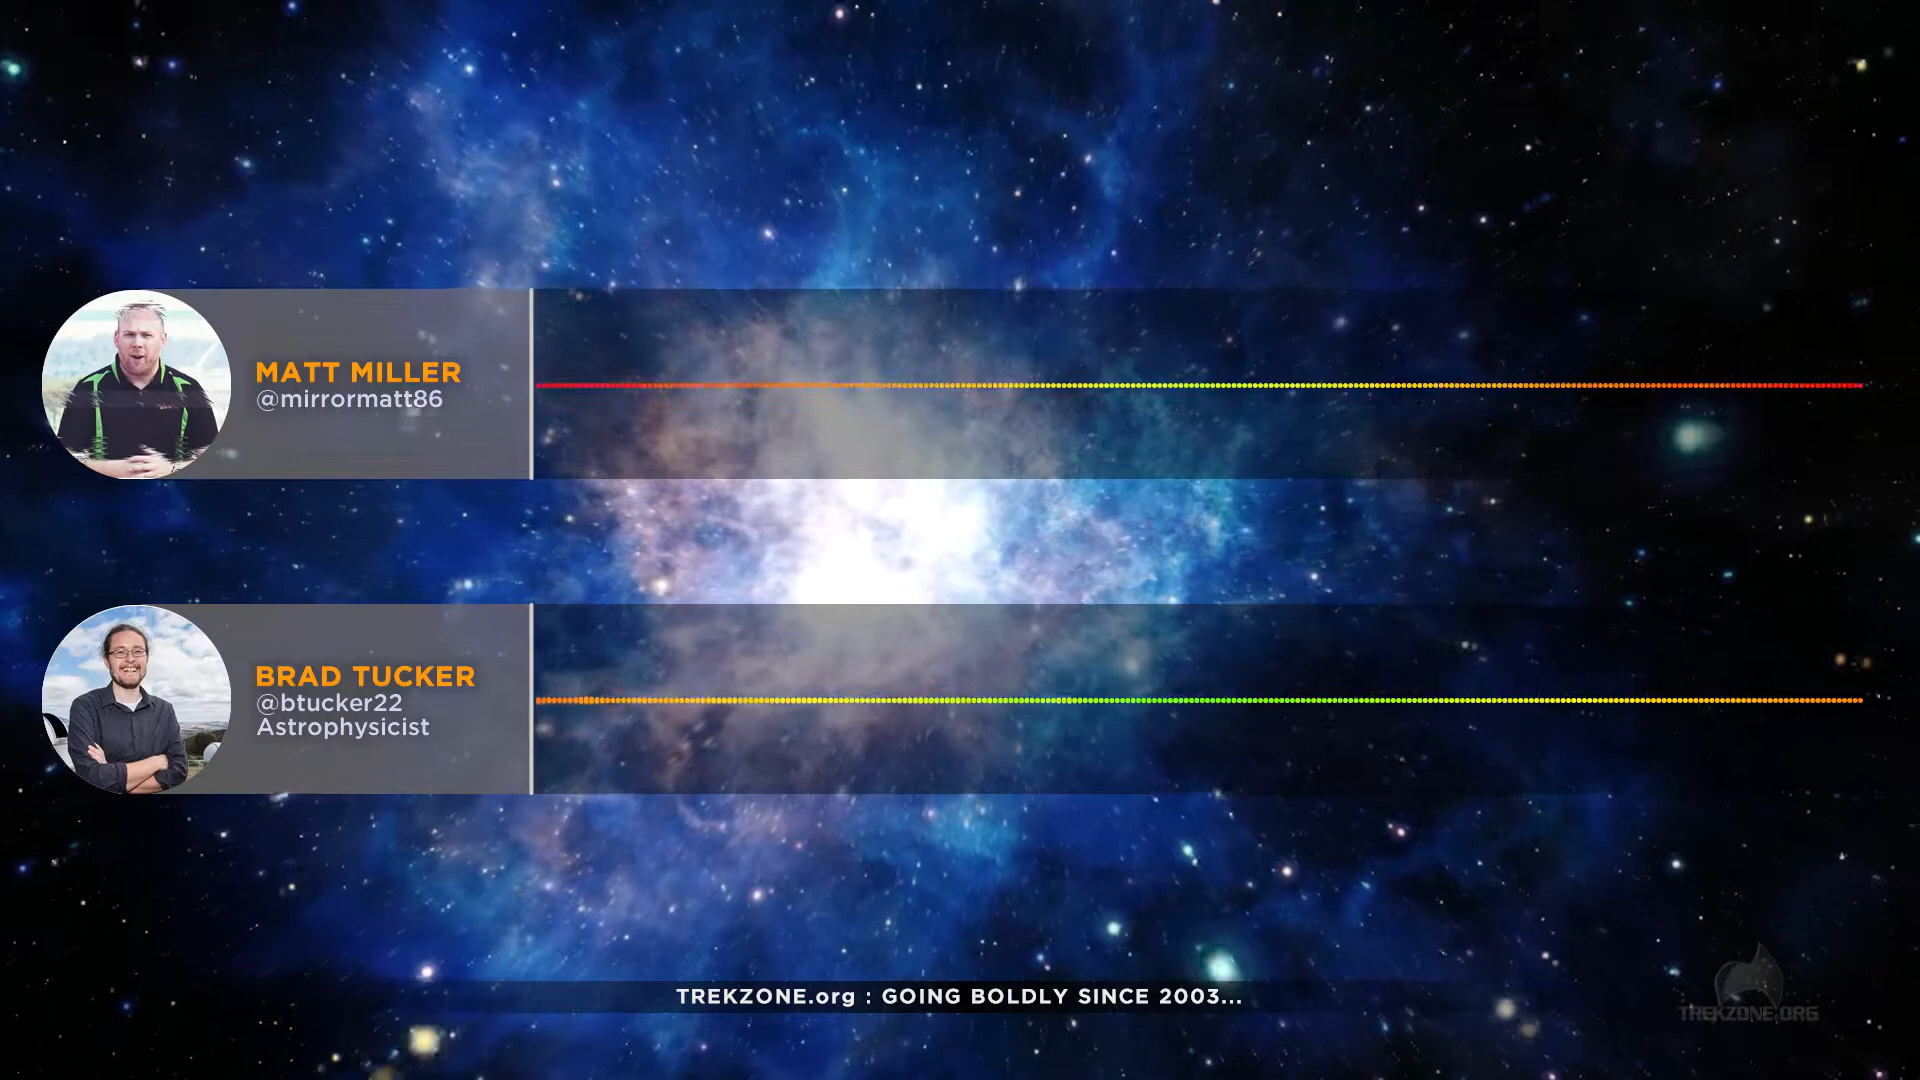 MATT MILLER
@mirrormatt86
BRAD TUCKER
@btucker22
Astrophysicist
TREKZONE.org : GOING BOLDLY SINCE 2003...
TREKZONE.ORG